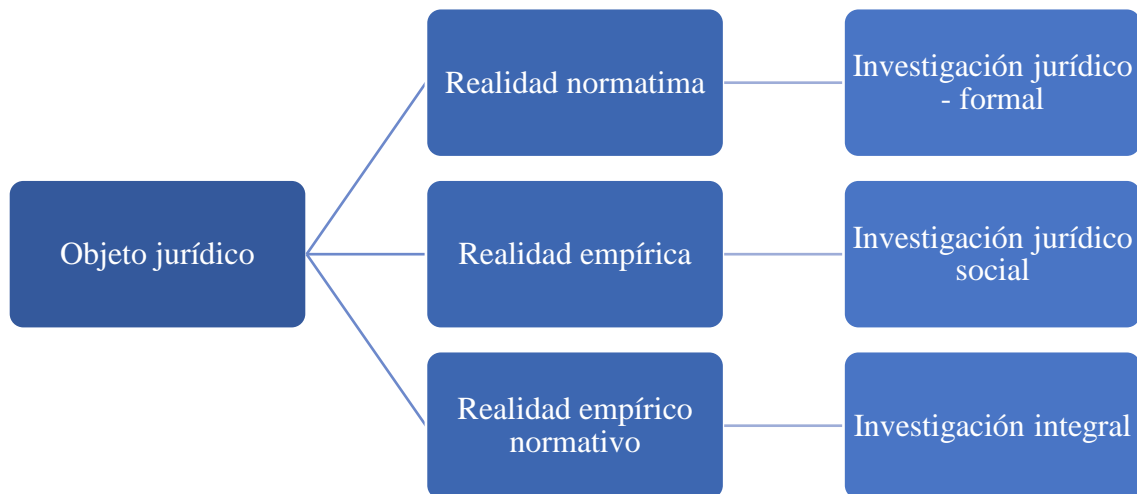 Realidad normatima
Investigación jurídico
- formal
Objeto jurídico
Realidad empírica
Investigación jurídico
social
Realidad empírico
normativo
Investigación integral